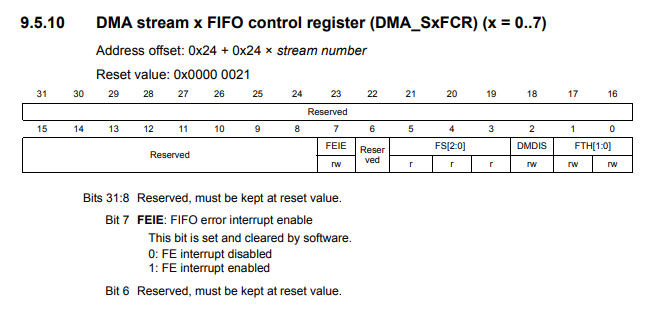 9.5.10 DMA stream x FIFO control register (DMA_SxFCR) (x = 0..7)
Address offset: 0x24 + 0x24 × stream number
Reset value: 0x0000 0021
31 30 29 28 27 26 25 24 23 22 21 20 19 18 17 16
Reserved
15 14 13 12 11 10 9 8 7 6 5 4 3 2 1 0
Reserved FEIE Reser ved FS[2:0] DMDIS FTH[1:0]
rw r r r rw rw rw
Bits 31:8 Reserved, must be kept at reset value.
Bit 7 FEIE: FIFO error interrupt enable
This bit is set and cleared by software.
0: FE interrupt disabled
1: FE interrupt enabled
Bit 6 Reserved, must be kept at reset value.